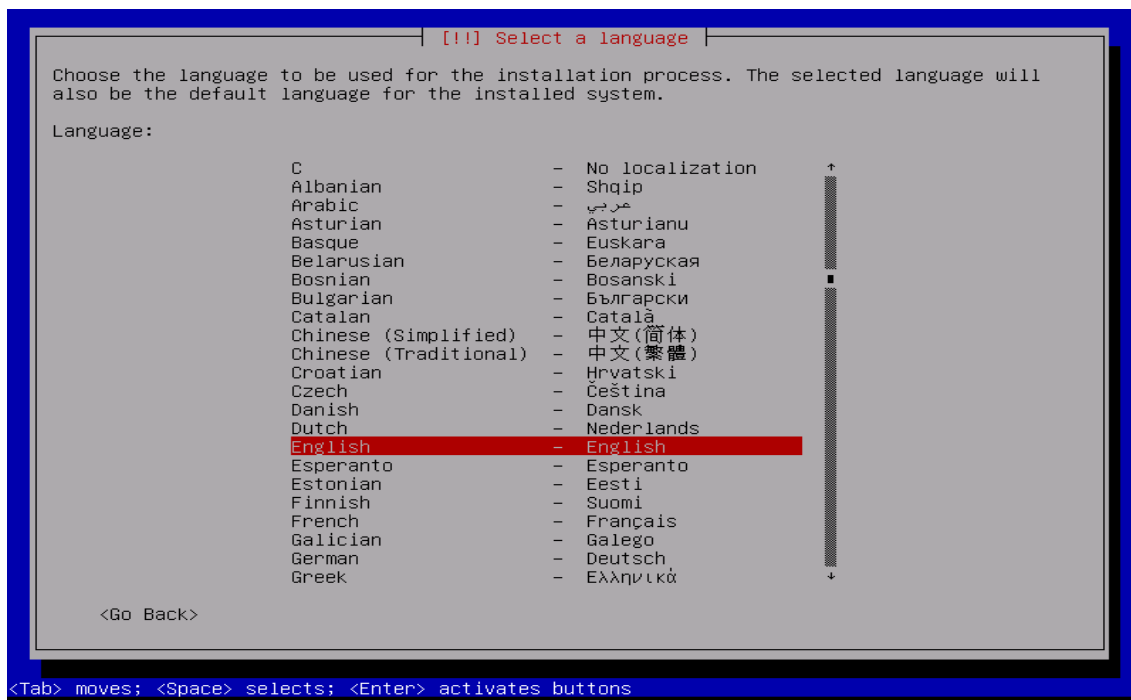 [!!] Select a language
Choose the language to be used for the installation process. The selected language will
also be the default language for the installed system.
Language:
C - No localization
Albanian - Shqip
Arabic - عربي
Asturian - Asturianu
Basque - Euskara
Belarusian - Беларуская
Bosnian - Bosanski
Bulgarian - Български
Catalan - Català
Chinese (Simplified) - 中文(简体)
Chinese (Traditional) - 中文(繁體)
Croatian - Hrvatski
Czech - Čeština
Danish - Dansk
Dutch - Nederlands
English - English
Esperanto - Esperanto
Estonian - Eesti
Finnish - Suomi
French - Français
Galician - Galego
German - Deutsch
Greek - Ελληνικά
<Go Back>
<Tab> moves; <Space> selects; <Enter> activates buttons